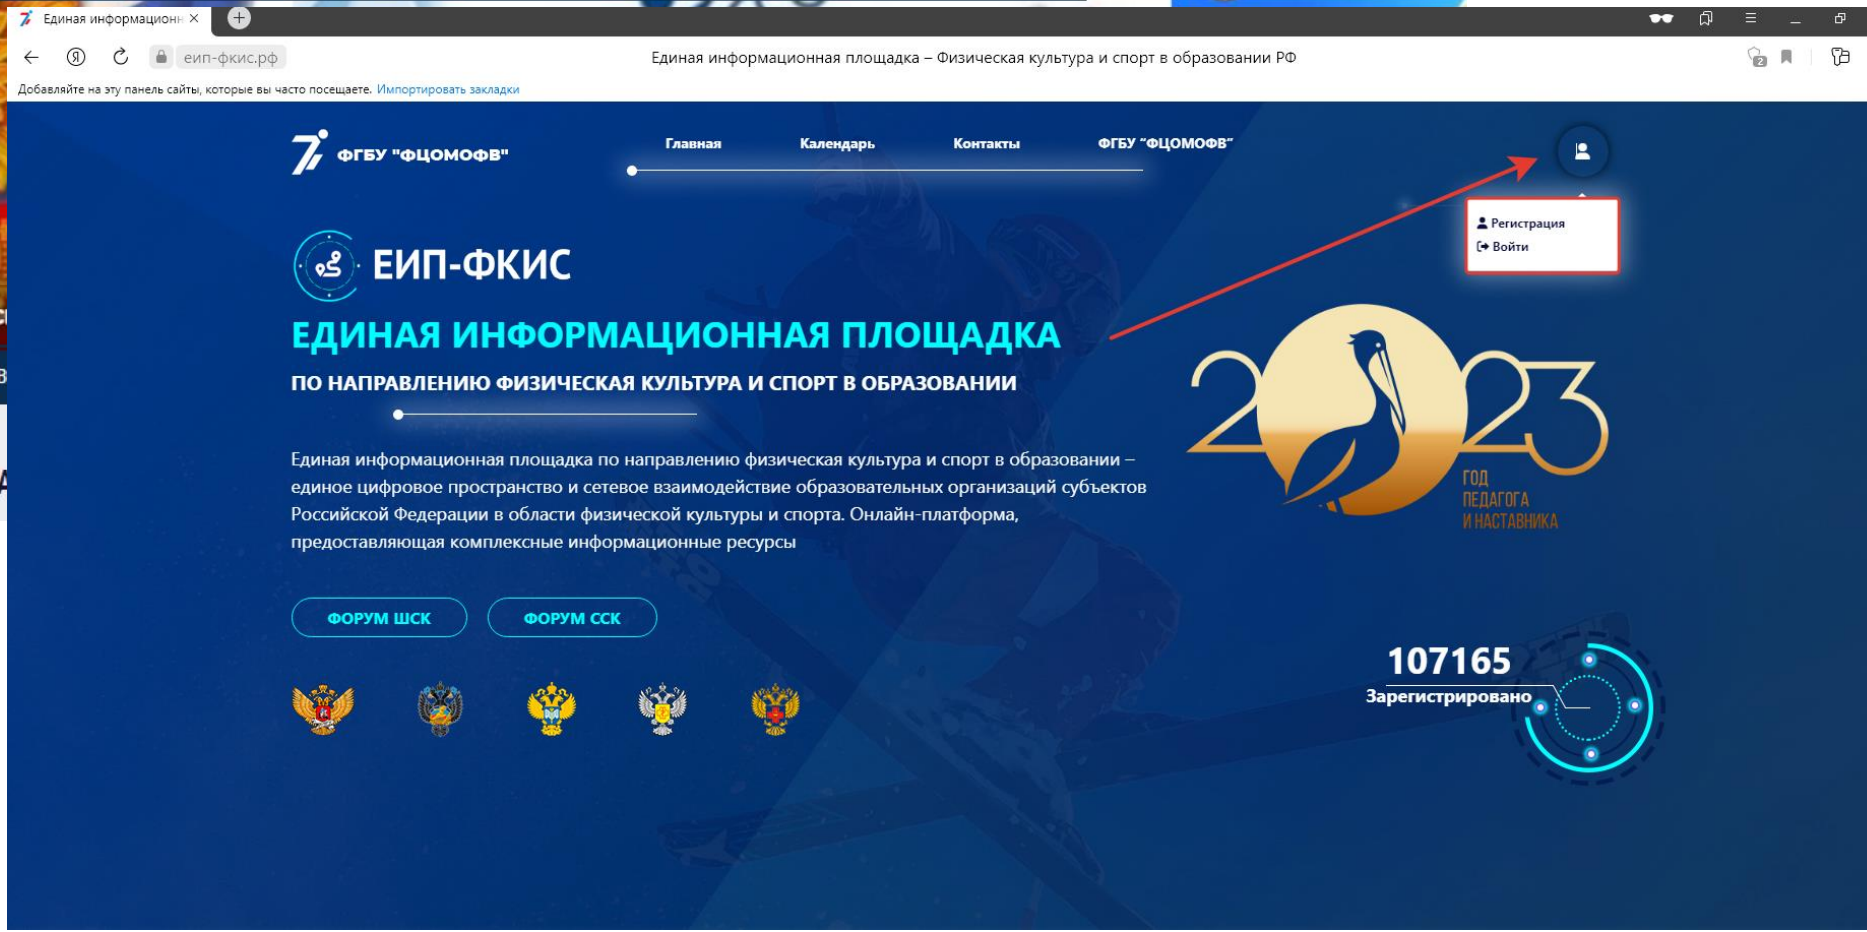 Единая информационн
еип-фкис.рф
Единая информационная площадка – Физическая культура и спорт в образовании РФ
2
Добавляйте на эту панель сайты, которые вы часто посещаете. Импортировать закладки
ФГБУ "ФЦОМОФВ"
Главная
Календарь
Контакты
ФГБУ "ФЦОМОФВ"
Регистрация
Войти
ЕИП-ФКИС
ЕДИНАЯ ИНФОРМАЦИОННАЯ ПЛОЩАДКА
ПО НАПРАВЛЕНИЮ ФИЗИЧЕСКАЯ КУЛЬТУРА И СПОРТ В ОБРАЗОВАНИИ
2023
ГОД
ПЕДАГОГА
И НАСТАВНИКА
Единая информационная площадка по направлению физическая культура и спорт в образовании –
единое цифровое пространство и сетевое взаимодействие образовательных организаций субъектов
Российской Федерации в области физической культуры и спорта. Онлайн-платформа,
предоставляющая комплексные информационные ресурсы
ФОРУМ ШСК
ФОРУМ ССК
107165
Зарегистрировано